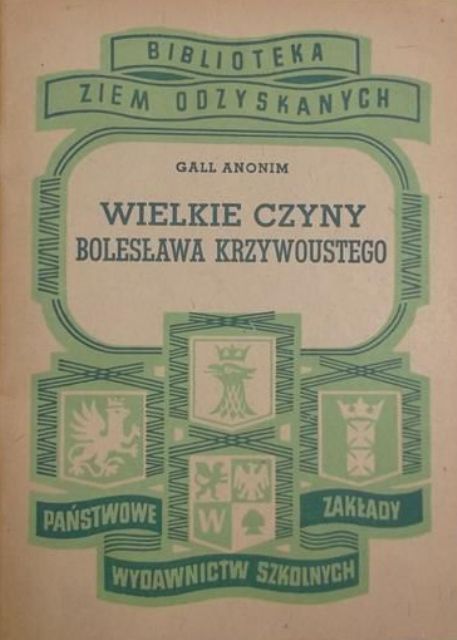 BIBLIOTEKA
ZIEM ODZYSKANYCH
GALL ANONIM
WIELKIE CZYNY
BOLESŁAWA KRZYWOUSTEGO
W
PAŃSTWOWE
ZAKŁADY
WYDAWNICTW SZKOLNYCH